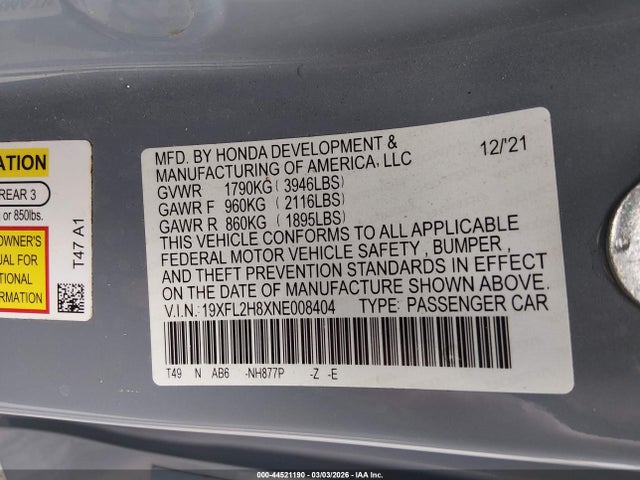 ATION
REAR 3
or 850lbs.
OWNER'S
UAL FOR
TIONAL
ORMATION
T47 A1
MFD. BY HONDA DEVELOPMENT &
MANUFACTURING OF AMERICA, LLC 12/'21
GVWR 1790KG (3946LBS)
GAWR F 960KG (2116LBS)
GAWR R 860KG (1895LBS)
THIS VEHICLE CONFORMS TO ALL APPLICABLE
FEDERAL MOTOR VEHICLE SAFETY, BUMPER,
AND THEFT PREVENTION STANDARDS IN EFFECT
ON THE DATE OF MANUFACTURE SHOWN ABOVE.
V.I.N.: 19XFL2H8XNE008404 TYPE: PASSENGER CAR
T49 N AB6 -NH877P -Z -E
000-44521190 - 03/03/2026 - IAA Inc.